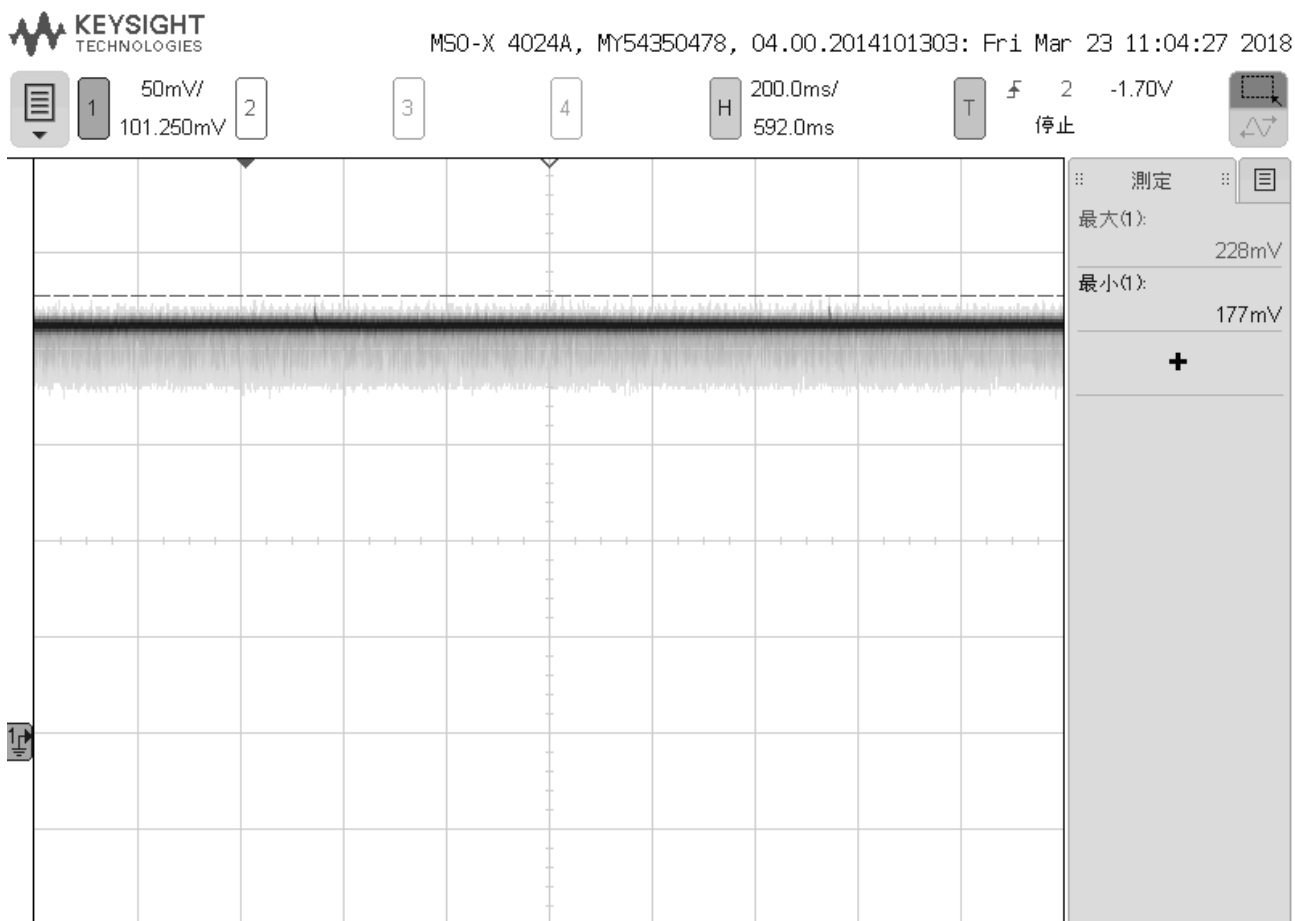 KEYSIGHT
TECHNOLOGIES
MSO-X 4024A, MY54350478, 04.00.2014101303: Fri Mar 23 11:04:27 2018
1 50mV/ 2 3 4 H 200.0ms/ T 2 -1.70V
101.250mV 592.0ms 停止
測定
最大(1):
228mV
最小(1):
177mV
1